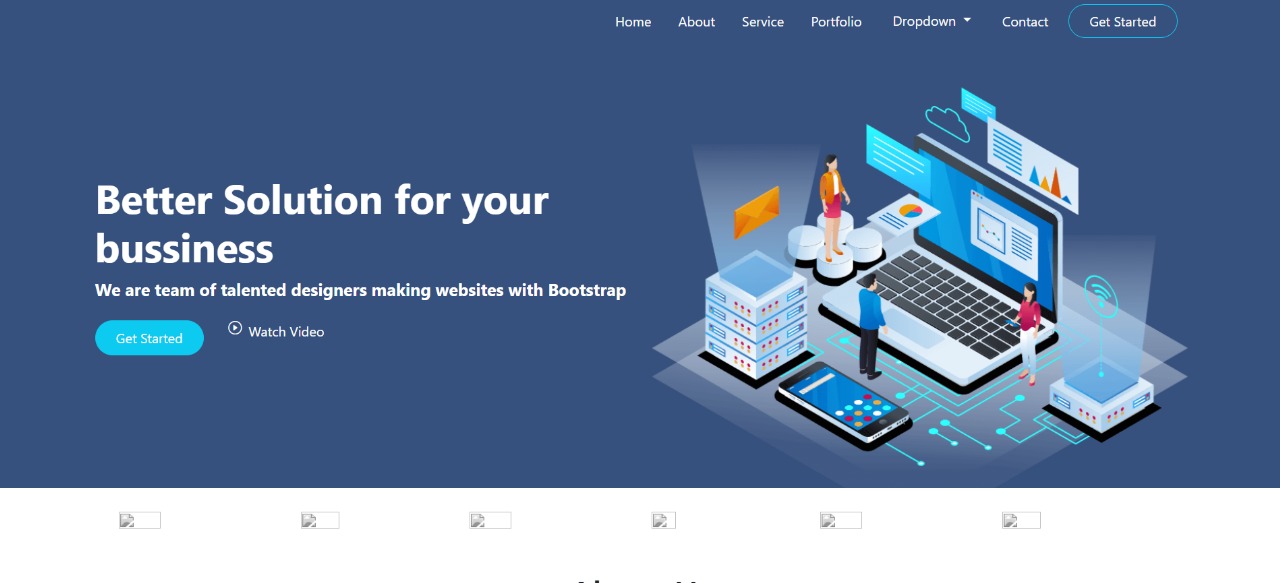 Home About Service Portfolio Dropdown Contact Get Started
Better Solution for your
bussiness
We are team of talented designers making websites with Bootstrap
Get Started Watch Video